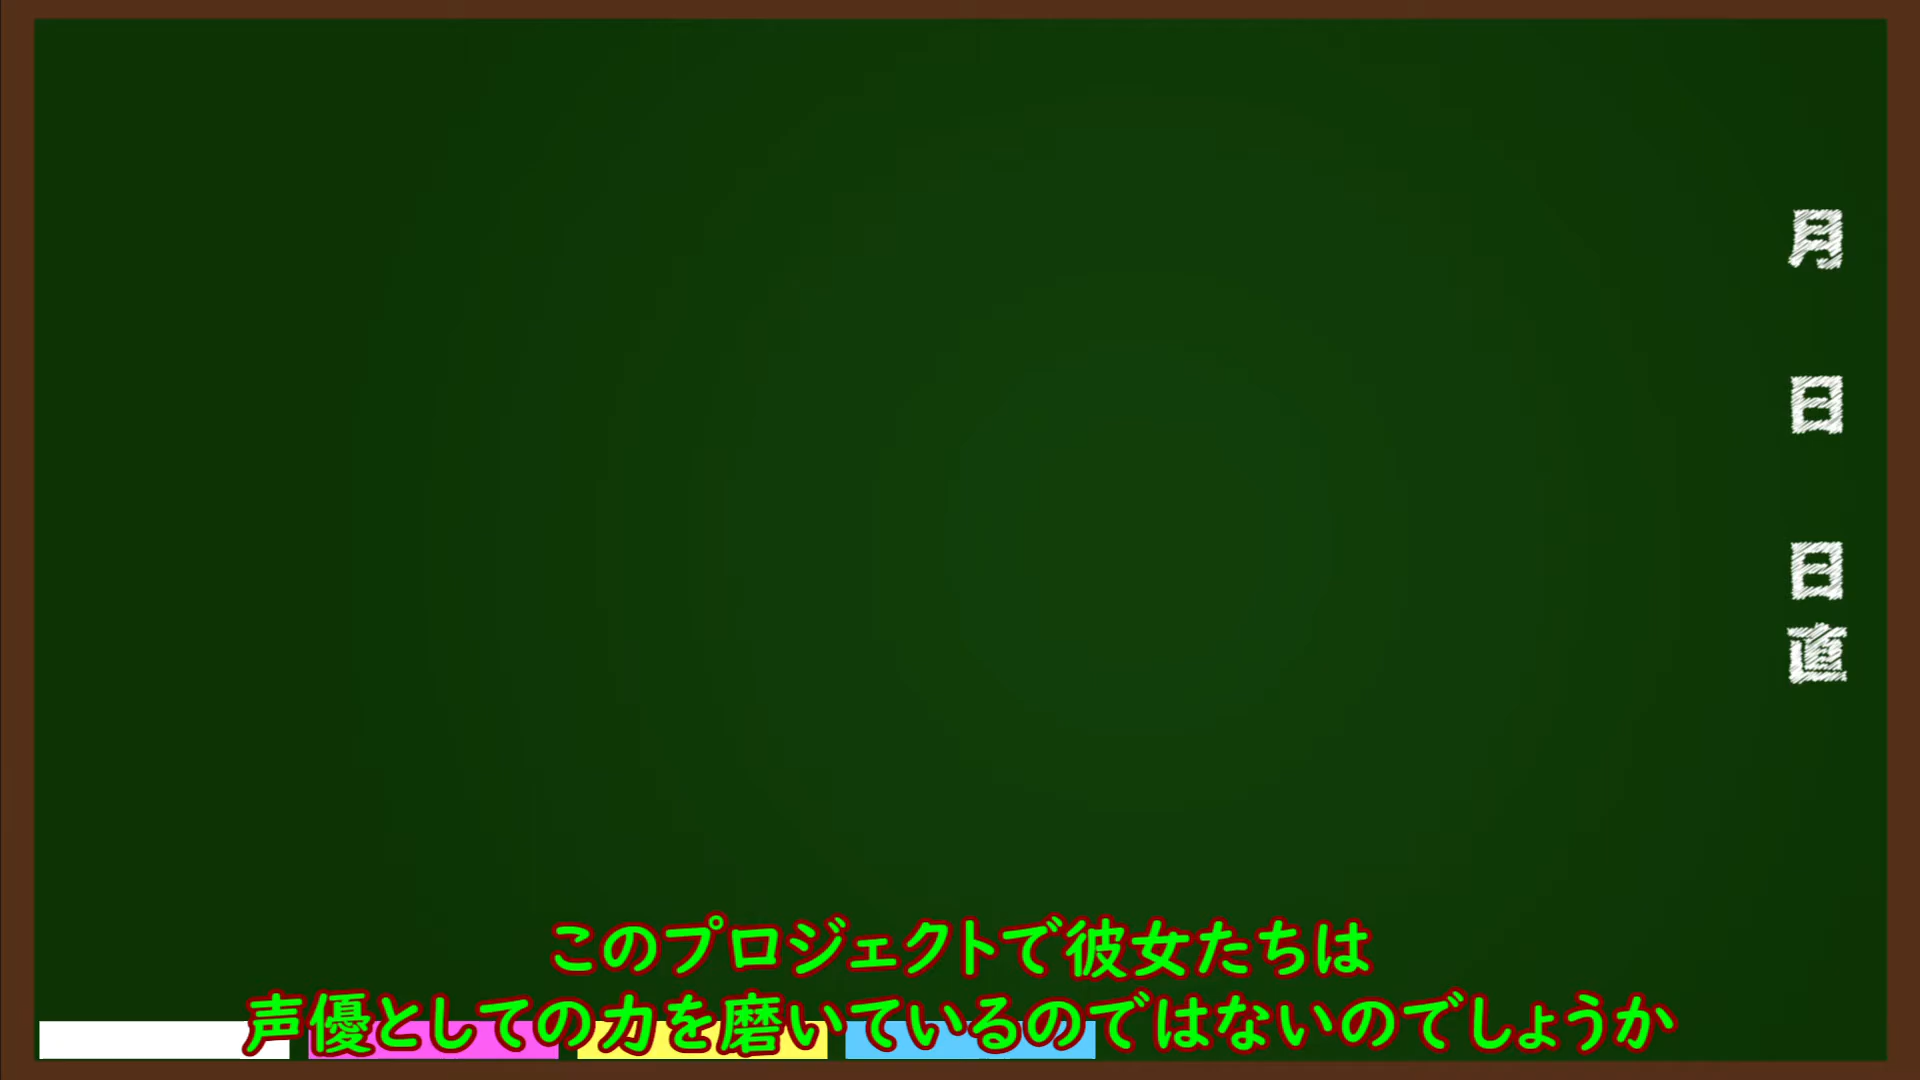 月
日
日直
このプロジェクトで彼女たちは
声優としての力を磨いているのではないのでしょうか